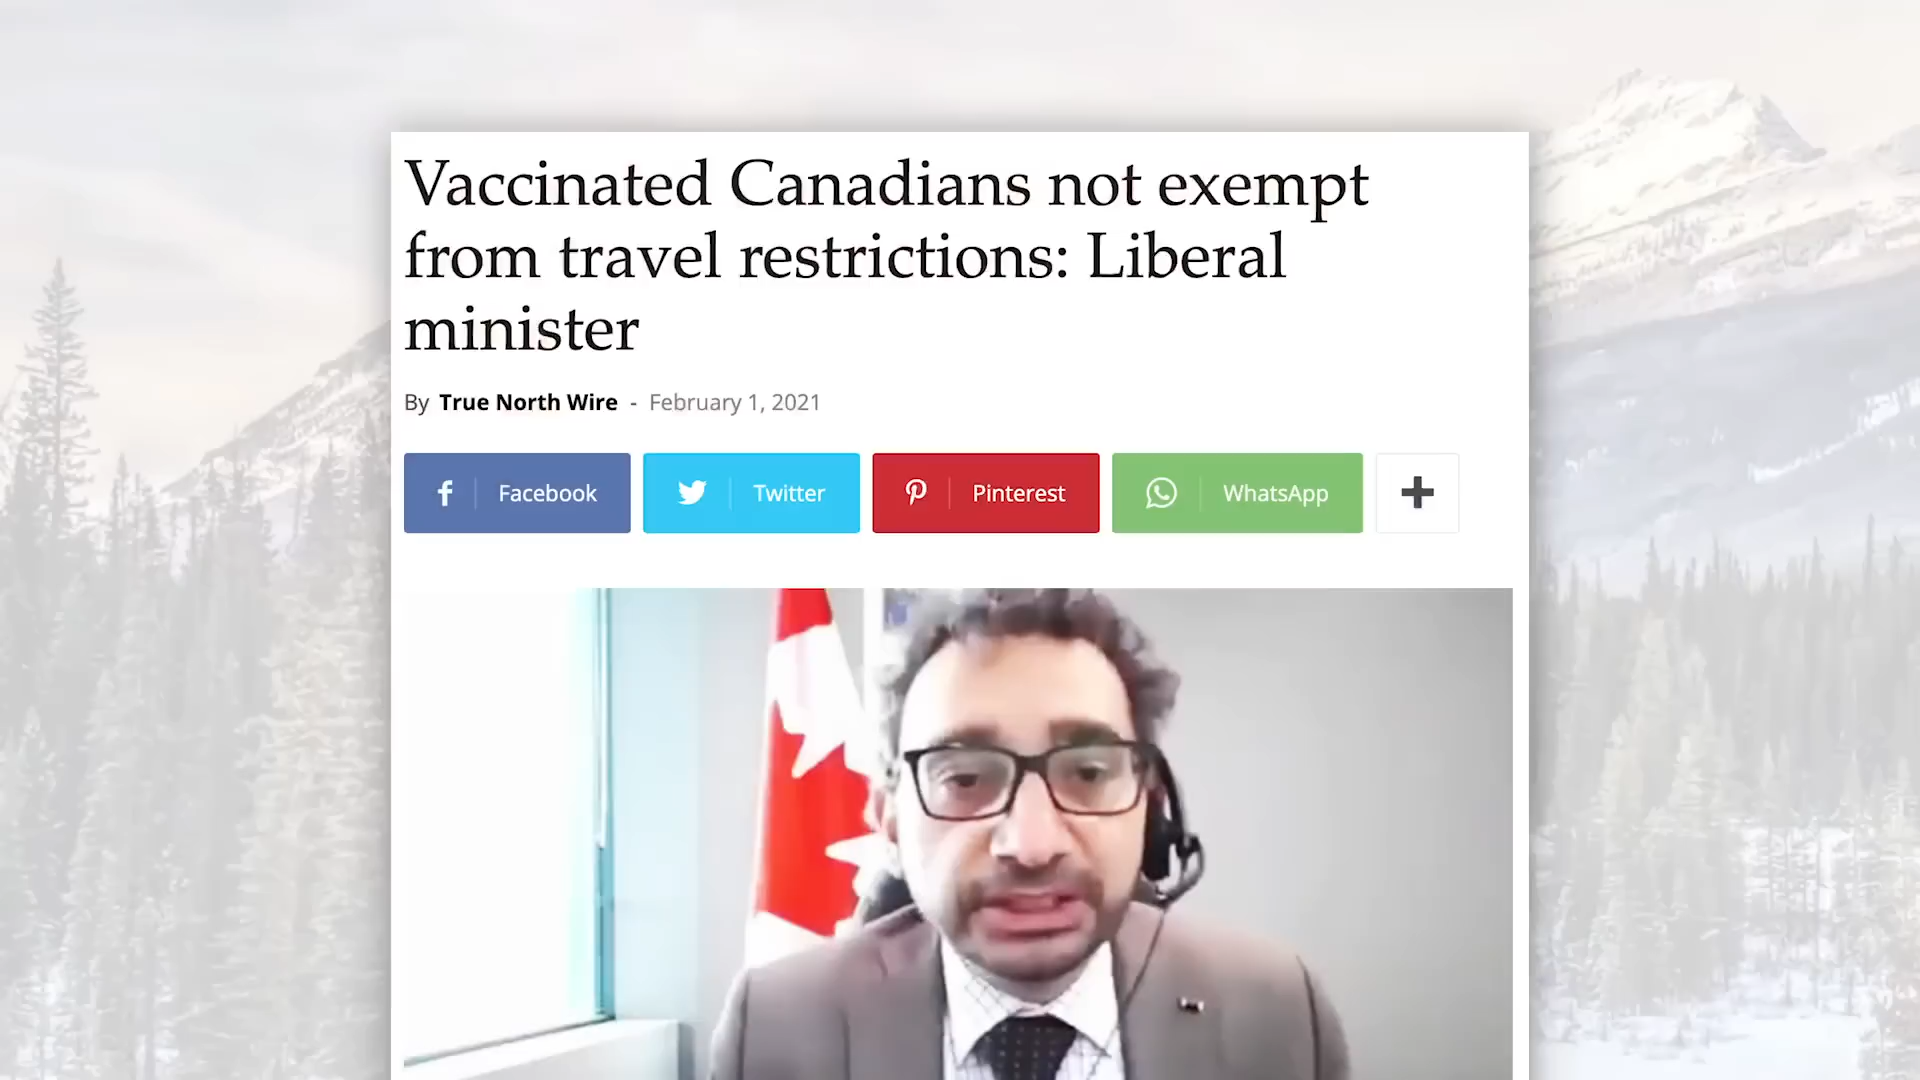 Vaccinated Canadians not exempt
from travel restrictions: Liberal
minister
By True North Wire - February 1, 2021
Facebook Twitter Pinterest WhatsApp